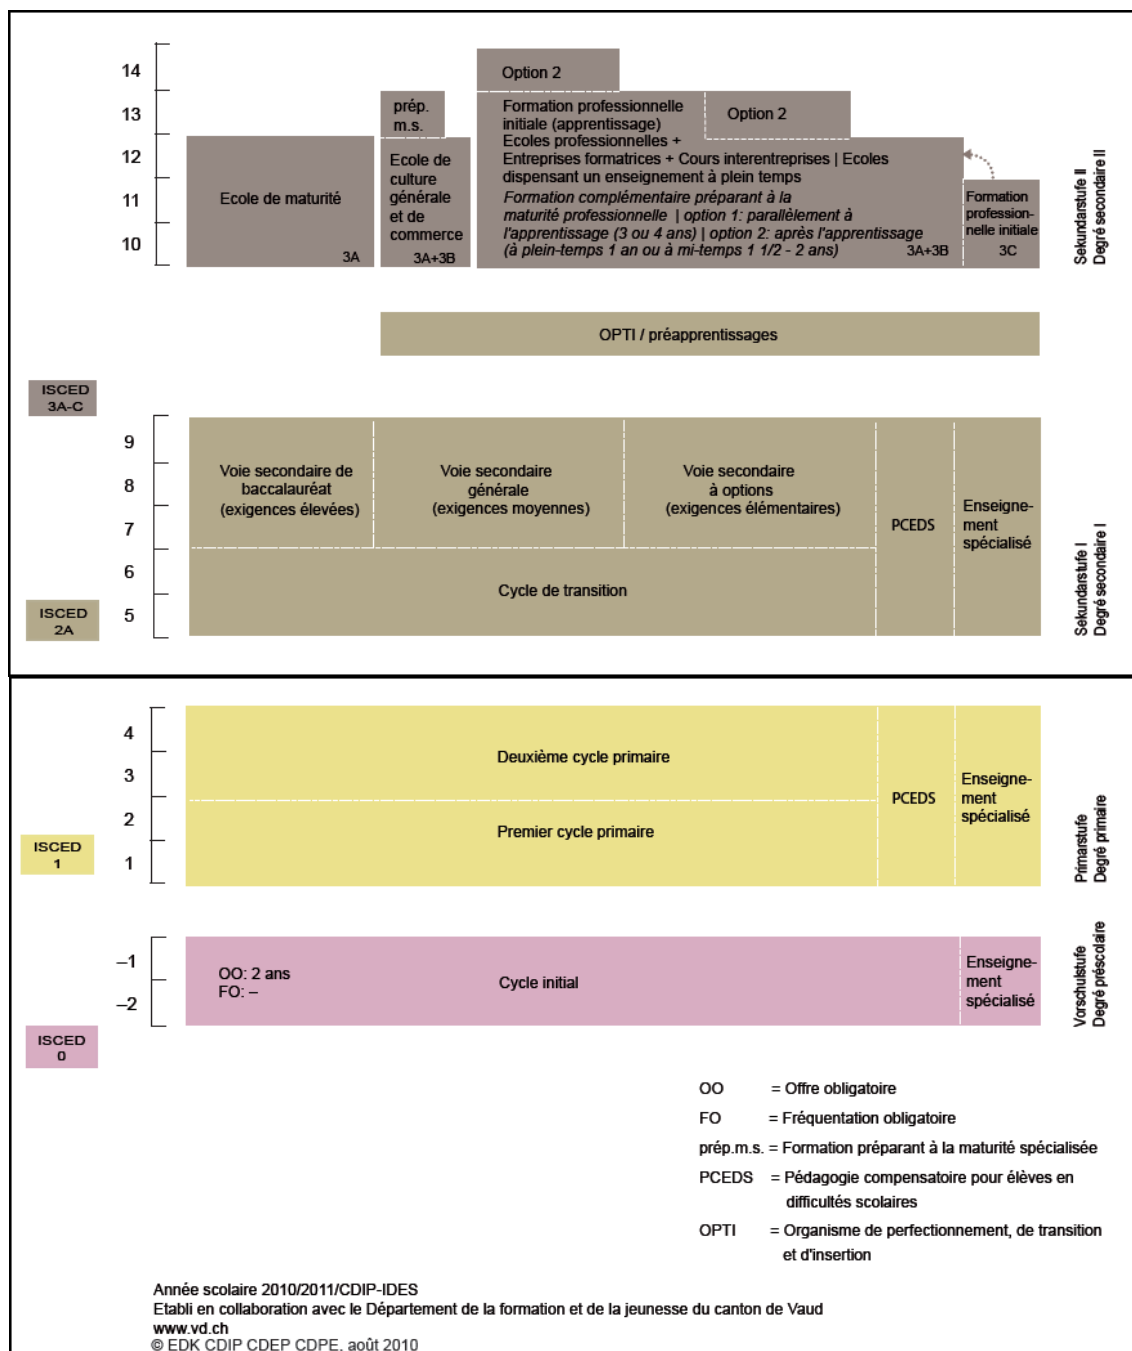 14
Option 2
13
prép.
m.s.
Formation professionnelle
initiale (apprentissage)
Ecoles professionnelles +
Entreprises formatrices + Cours interentreprises | Ecoles
dispensant un enseignement à plein temps
Formation complémentaire préparant à la
maturité professionnelle | option 1: parallèlement à
l'apprentissage (3 ou 4 ans) | option 2: après l'apprentissage
(à plein-temps 1 an ou à mi-temps 1 1/2 - 2 ans)
3A+3B
Option 2
12
11
10
Ecole de maturité
3A
Ecole de
culture
générale
et de
commerce
3A+3B
Formation
profession-
nelle initiale
3C
Sekundarstufe II
Degré secondaire II
OPTI / préapprentissages
ISCED
3A-C
9
8
7
6
5
Voie secondaire de
baccalauréat
(exigences élevées)
Voie secondaire
générale
(exigences moyennes)
Voie secondaire
à options
(exigences élémentaires)
PCEDS
Enseigne-
ment
spécialisé
Cycle de transition
ISCED
2A
Sekundarstufe I
Degré secondaire I
4
3
2
1
Deuxième cycle primaire
Premier cycle primaire
PCEDS
Enseigne-
ment
spécialisé
ISCED
1
Primarstufe
Degré primaire
–1
–2
OO: 2 ans
FO: –
Cycle initial
Enseigne-
ment
spécialisé
Vorschulstufe
Degré préscolaire
ISCED
0
OO = Offre obligatoire
FO = Fréquentation obligatoire
prép.m.s. = Formation préparant à la maturité spécialisée
PCEDS = Pédagogie compensatoire pour élèves en
difficultés scolaires
OPTI = Organisme de perfectionnement, de transition
et d'insertion
Année scolaire 2010/2011/CDIP-IDES
Etabli en collaboration avec le Département de la formation et de la jeunesse du canton de Vaud
www.vd.ch
© EDK CDIP CDEP CDPE, août 2010